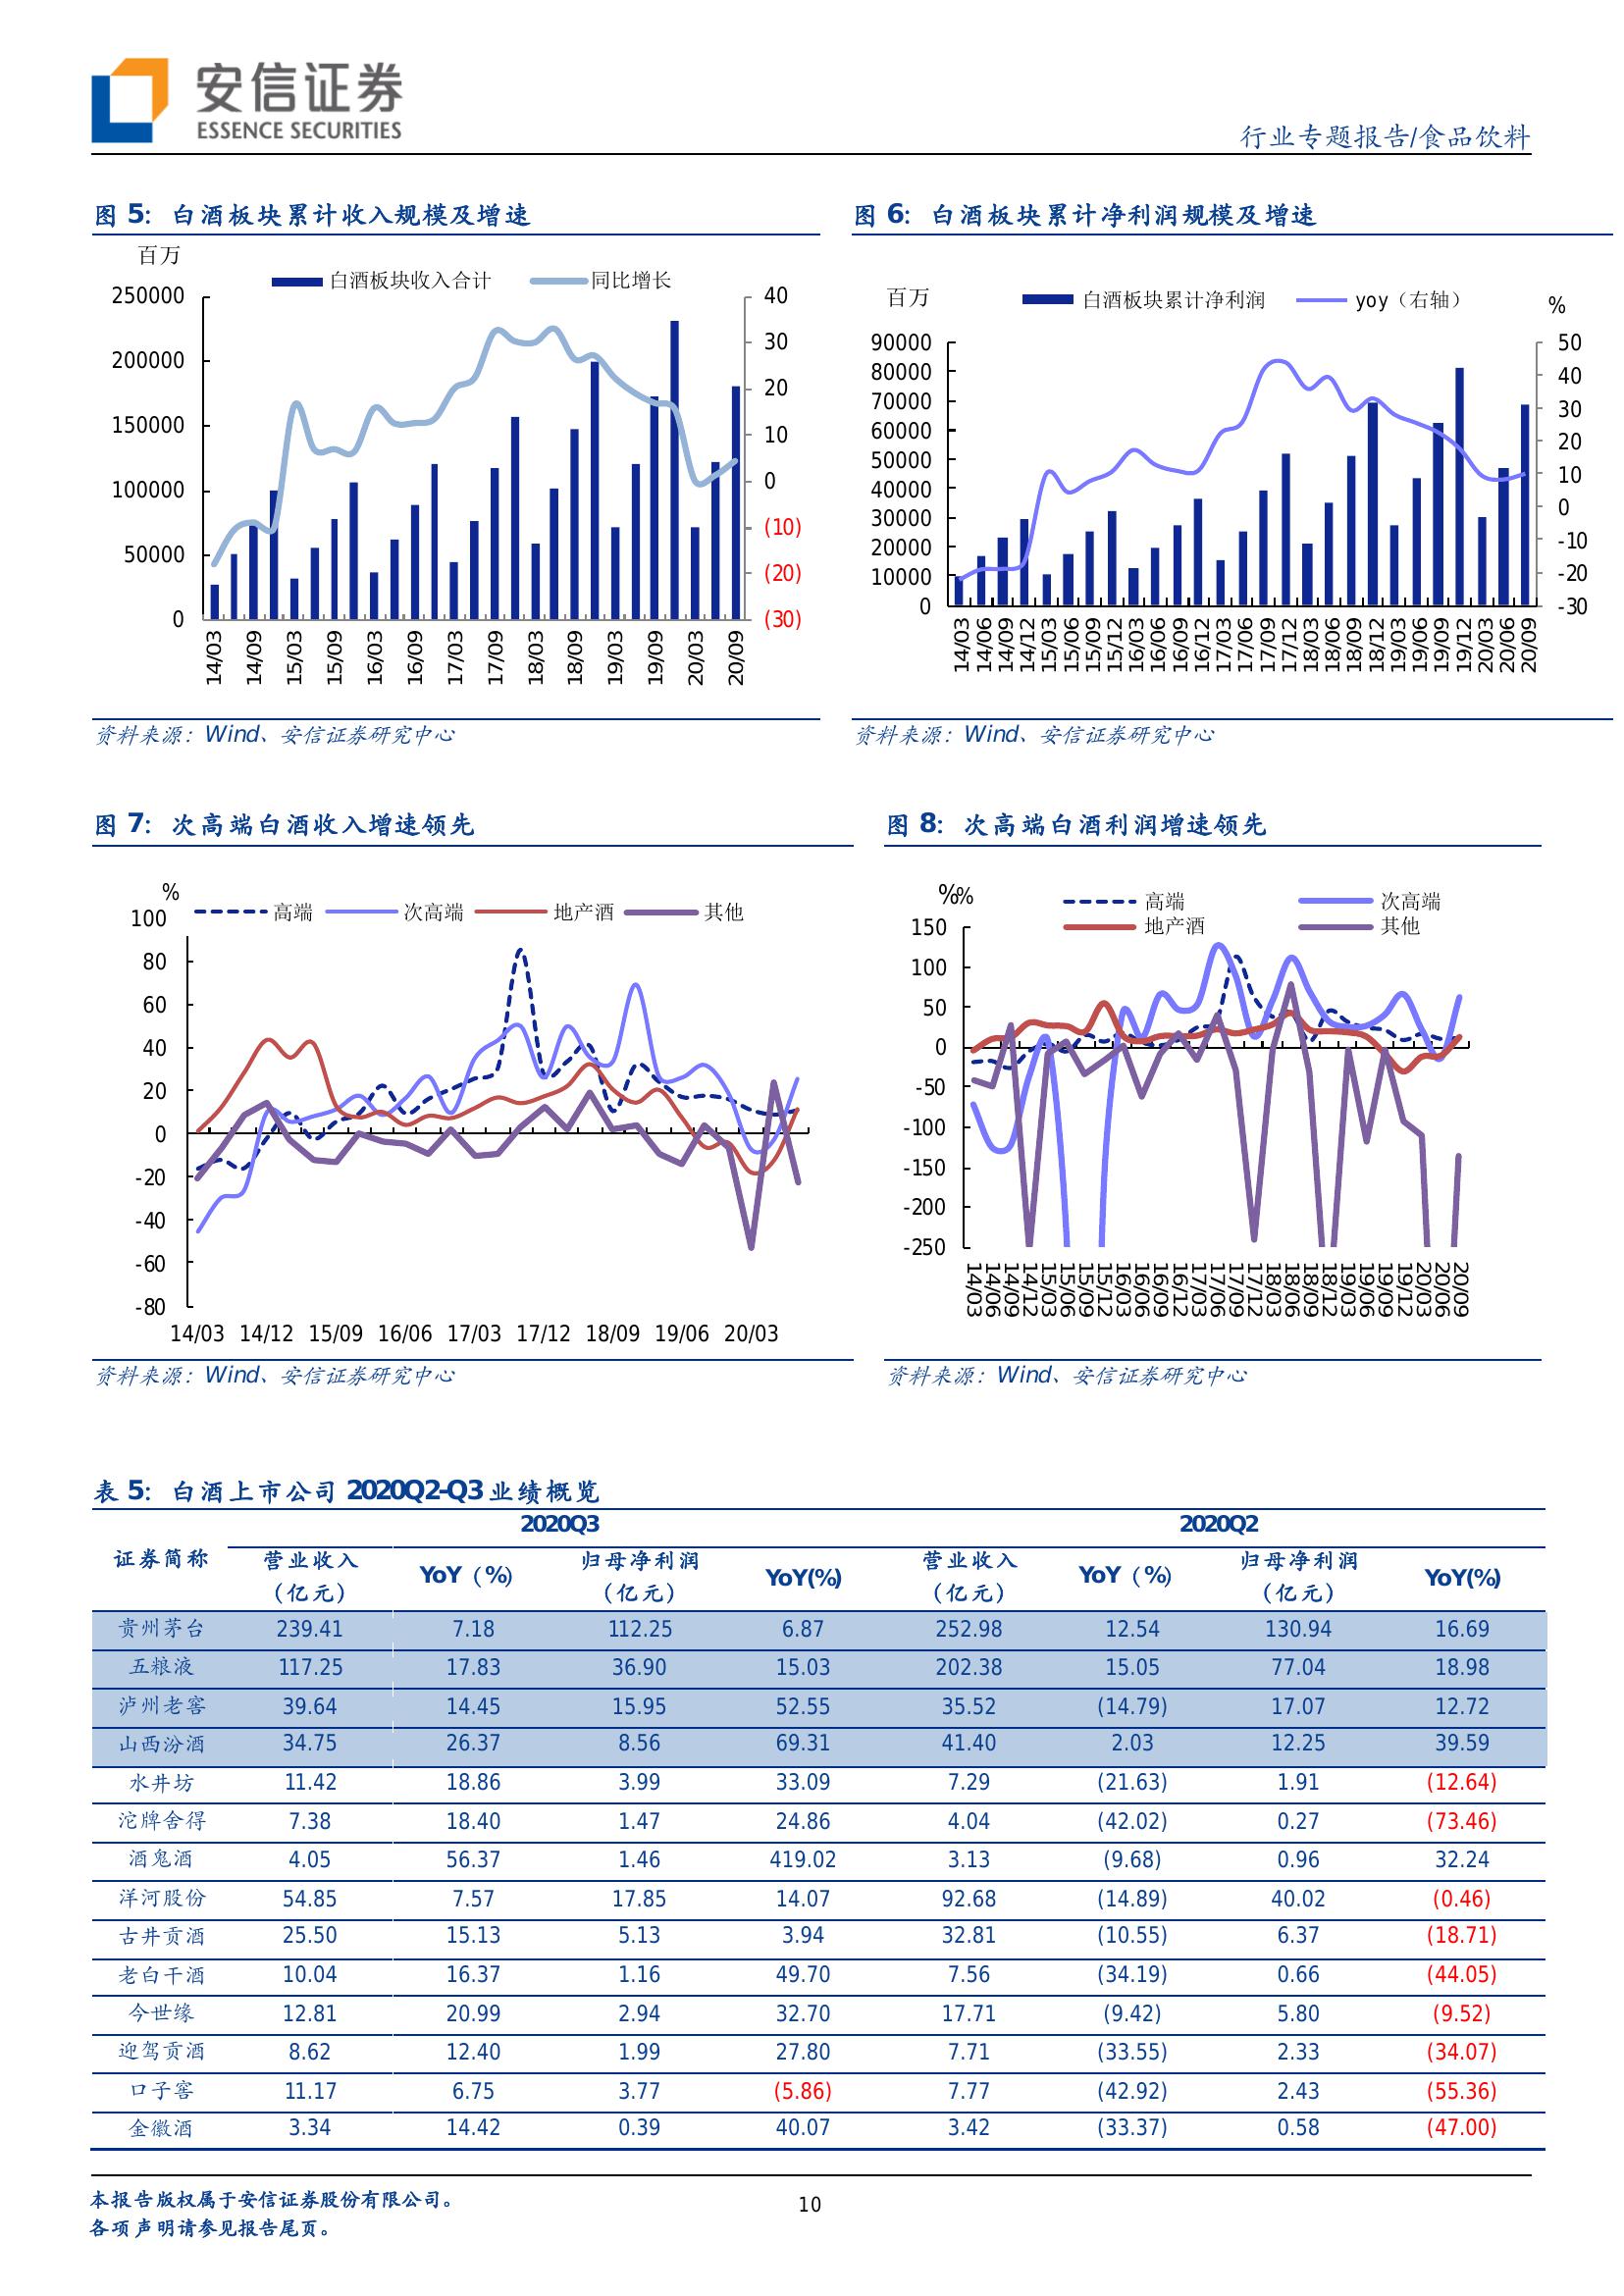 安信证券
ESSENCE SECURITIES
行业专题报告/食品饮料
图 5：白酒板块累计收入规模及增速
百万
白酒板块收入合计 同比增长
250000
200000
150000
100000
50000
0
40
30
20
10
0
(10)
(20)
(30)
14/03 14/09 15/03 15/09 16/03 16/09 17/03 17/09 18/03 18/09 19/03 19/09 20/03 20/09
资料来源：Wind、安信证券研究中心
图 6：白酒板块累计净利润规模及增速
百万
白酒板块累计净利润 yoy（右轴）
%
90000
80000
70000
60000
50000
40000
30000
20000
10000
0
50
40
30
20
10
0
-10
-20
-30
14/03 14/06 14/09 14/12 15/03 15/06 15/09 15/12 16/03 16/06 16/09 16/12 17/03 17/06 17/09 17/12 18/03 18/06 18/09 18/12 19/03 19/06 19/09 19/12 20/03 20/06 20/09
资料来源：Wind、安信证券研究中心
图 7：次高端白酒收入增速领先
%
高端 次高端 地产酒 其他
100
80
60
40
20
0
-20
-40
-60
-80
14/03 14/12 15/09 16/06 17/03 17/12 18/09 19/06 20/03
资料来源：Wind、安信证券研究中心
图 8：次高端白酒利润增速领先
%%
高端 次高端
地产酒 其他
150
100
50
0
-50
-100
-150
-200
-250
14/03 14/06 14/09 14/12 15/03 15/06 15/09 15/12 16/03 16/06 16/09 16/12 17/03 17/06 17/09 17/12 18/03 18/06 18/09 18/12 19/03 19/06 19/09 19/12 20/03 20/06 20/09
资料来源：Wind、安信证券研究中心
表 5：白酒上市公司 2020Q2-Q3 业绩概览
2020Q3 2020Q2
证券简称 营业收入（亿元） YoY（%） 归母净利润（亿元） YoY(%) 营业收入（亿元） YoY（%） 归母净利润（亿元） YoY(%)
贵州茅台 239.41 7.18 112.25 6.87 252.98 12.54 130.94 16.69
五粮液 117.25 17.83 36.90 15.03 202.38 15.05 77.04 18.98
泸州老窖 39.64 14.45 15.95 52.55 35.52 (14.79) 17.07 12.72
山西汾酒 34.75 26.37 8.56 69.31 41.40 2.03 12.25 39.59
水井坊 11.42 18.86 3.99 33.09 7.29 (21.63) 1.91 (12.64)
沱牌舍得 7.38 18.40 1.47 24.86 4.04 (42.02) 0.27 (73.46)
酒鬼酒 4.05 56.37 1.46 419.02 3.13 (9.68) 0.96 32.24
洋河股份 54.85 7.57 17.85 14.07 92.68 (14.89) 40.02 (0.46)
古井贡酒 25.50 15.13 5.13 3.94 32.81 (10.55) 6.37 (18.71)
老白干酒 10.04 16.37 1.16 49.70 7.56 (34.19) 0.66 (44.05)
今世缘 12.81 20.99 2.94 32.70 17.71 (9.42) 5.80 (9.52)
迎驾贡酒 8.62 12.40 1.99 27.80 7.71 (33.55) 2.33 (34.07)
口子窖 11.17 6.75 3.77 (5.86) 7.77 (42.92) 2.43 (55.36)
金徽酒 3.34 14.42 0.39 40.07 3.42 (33.37) 0.58 (47.00)
本报告版权属于安信证券股份有限公司。
各项声明请参见报告尾页。
10